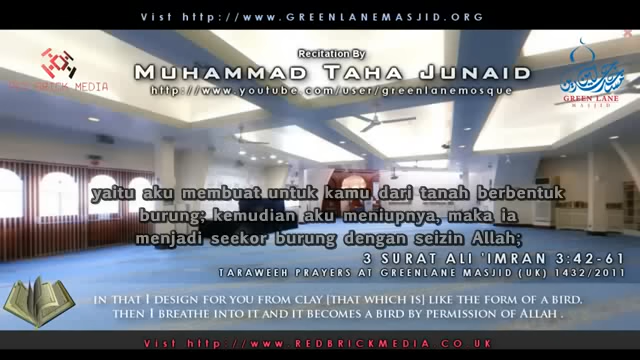 Vist http://www.GREENLANEMASJID.ORG
Recitation By
Muhammad Taha Junaid
http://www.youtube.com/user/greenlanemosque
REDBRICK MEDIA
GREEN LANE
MASJID
yaitu aku membuat untuk kamu dari tanah berbentuk
burung; kemudian aku meniupnya, maka ia
menjadi seekor burung dengan seizin Allah;
3 SURAT ALI 'IMRAN 3:42-61
TARAWEEH PRAYERS AT GREENLANE MASJID (UK) 1432/2011
IN THAT I DESIGN FOR YOU FROM CLAY [THAT WHICH IS] LIKE THE FORM OF A BIRD,
THEN I BREATHE INTO IT AND IT BECOMES A BIRD BY PERMISSION OF ALLAH .
Vist http://www.REDBRICKMEDIA.CO.UK